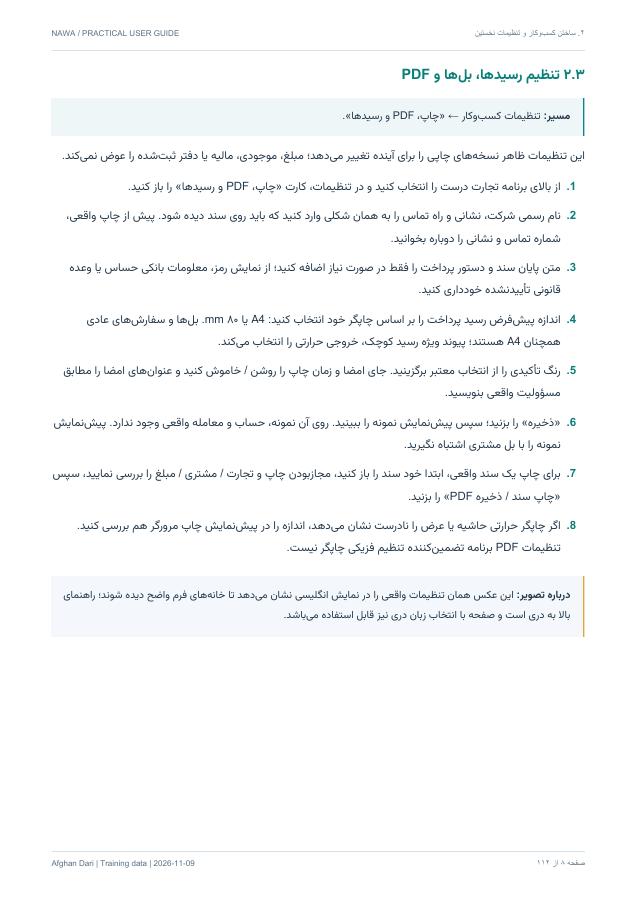 NAWA / PRACTICAL USER GUIDE
۲. ساختن کسب‌وکار و تنظیمات نخستین
۲.۳ تنظیم رسیدها، بل‌ها و PDF
مسیر: تنظیمات کسب‌وکار ← «چاپ، PDF و رسیدها».
این تنظیمات ظاهر نسخه‌های چاپی را برای آینده تغییر می‌دهد؛ مبلغ، موجودی، مالیه یا دفتر ثبت‌شده را عوض نمی‌کند.
1. از بالای برنامه تجارت درست را انتخاب کنید و در تنظیمات، کارت «چاپ، PDF و رسیدها» را باز کنید.
2. نام رسمی شرکت، نشانی و راه تماس را به همان شکلی وارد کنید که باید روی سند دیده شود. پیش از چاپ واقعی،
شماره تماس و نشانی را دوباره بخوانید.
3. متن پایان سند و دستور پرداخت را فقط در صورت نیاز اضافه کنید؛ از نمایش رمز، معلومات بانکی حساس یا وعده
قانونی تأییدنشده خودداری کنید.
4. اندازه پیش‌فرض رسید پرداخت را بر اساس چاپگر خود انتخاب کنید: A4 یا ۸۰ mm. بل‌ها و سفارش‌های عادی
همچنان A4 هستند؛ پیوند ویژه رسید کوچک، خروجی حرارتی را انتخاب می‌کند.
5. رنگ تأکیدی را از انتخاب معتبر برگزینید. جای امضا و زمان چاپ را روشن / خاموش کنید و عنوان‌های امضا را مطابق
مسؤولیت واقعی بنویسید.
6. «ذخیره» را بزنید؛ سپس پیش‌نمایش نمونه را ببینید. روی آن نمونه، حساب و معامله واقعی وجود ندارد. پیش‌نمایش
نمونه را با بل مشتری اشتباه نگیرید.
7. برای چاپ یک سند واقعی، ابتدا خود سند را باز کنید، مجازبودن چاپ و تجارت / مشتری / مبلغ را بررسی نمایید، سپس
«چاپ سند / ذخیره PDF» را بزنید.
8. اگر چاپگر حرارتی حاشیه یا عرض را نادرست نشان می‌دهد، اندازه را در پیش‌نمایش چاپ مرورگر هم بررسی کنید.
تنظیمات PDF برنامه تضمین‌کننده تنظیم فزیکی چاپگر نیست.
درباره تصویر: این عکس همان تنظیمات واقعی را در نمایش انگلیسی نشان می‌دهد تا خانه‌های فرم واضح دیده شوند؛ راهنمای
بالا به دری است و صفحه با انتخاب زبان دری نیز قابل استفاده می‌باشد.
Afghan Dari | Training data | 2026-11-09
صفحه ۸ از ۱۱۴